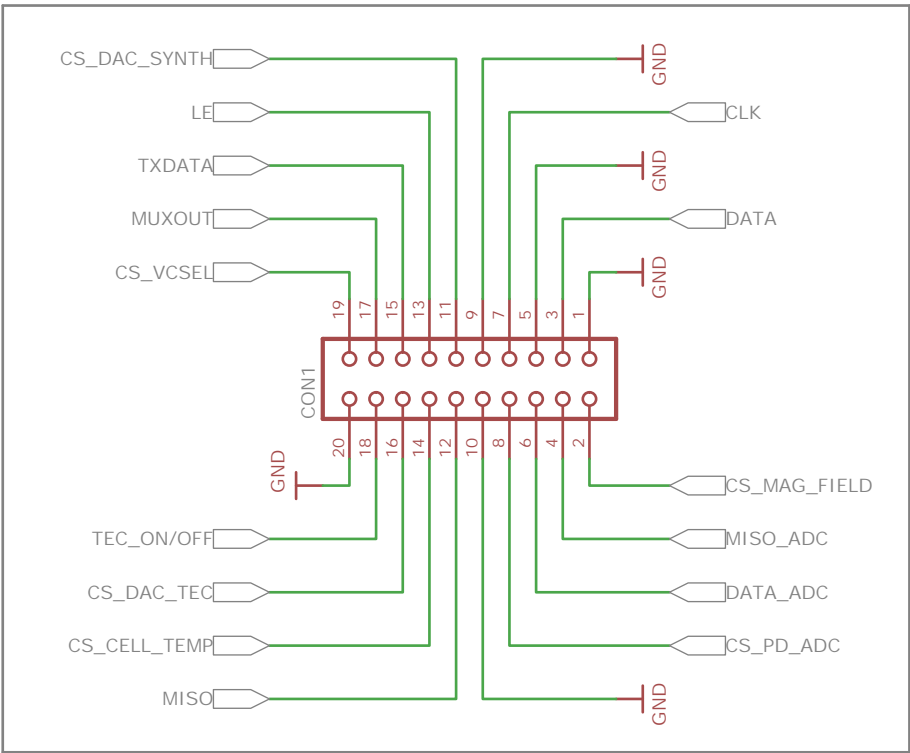 CS_DAC_SYNTH
GND
LE
CLK
TXDATA
GND
MUXOUT
DATA
CS_VCSEL
GND
19 17 15 13 11 9 7 5 3 1
CON1
20 18 16 14 12 10 8 6 4 2
GND
CS_MAG_FIELD
TEC_ON/OFF
MISO_ADC
CS_DAC_TEC
DATA_ADC
CS_CELL_TEMP
CS_PD_ADC
MISO
GND